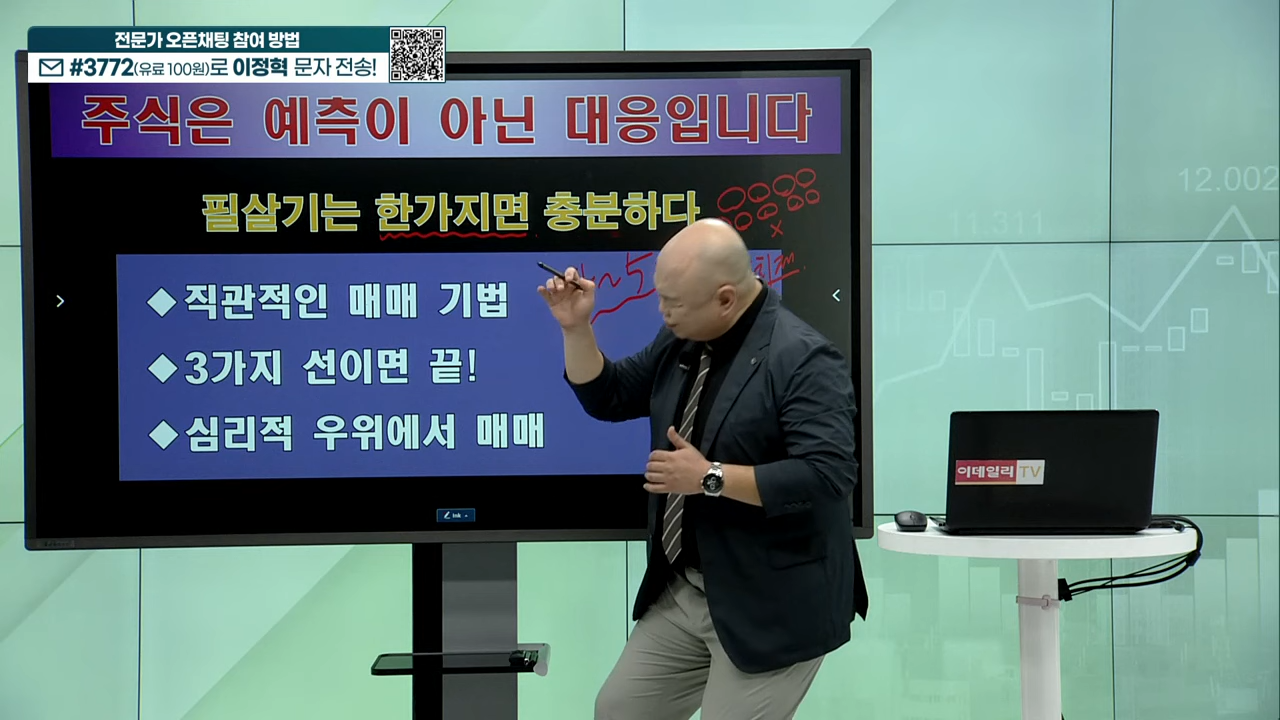 전문가 오픈채팅 참여 방법
#3772(유료 100원)로 이정혁 문자 전송!
주식은 예측이 아닌 대응입니다
필살기는 한가지면 충분하다
◆직관적인 매매 기법
~5
◆3가지 선이면 끝!
◆심리적 우위에서 매매
Ink
이데일리TV
12.002
1.311